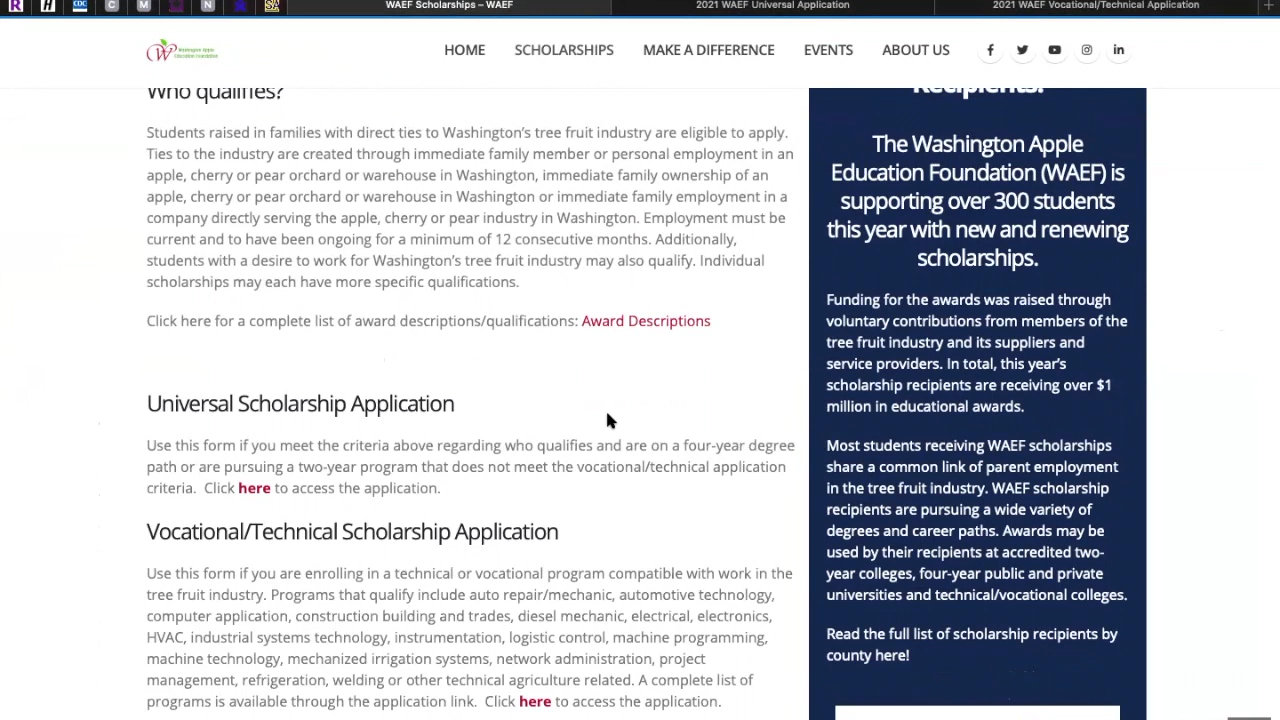 WAEF Scholarships – WAEF
2021 WAEF Universal Application
2021 WAEF Vocational/Technical Application
Washington Apple
Education Foundation
HOME
SCHOLARSHIPS
MAKE A DIFFERENCE
EVENTS
ABOUT US
Who qualifies?
Students raised in families with direct ties to Washington's tree fruit industry are eligible to apply.
Ties to the industry are created through immediate family member or personal employment in an
apple, cherry or pear orchard or warehouse in Washington, immediate family ownership of an
apple, cherry or pear orchard or warehouse in Washington or immediate family employment in a
company directly serving the apple, cherry or pear industry in Washington. Employment must be
current and to have been ongoing for a minimum of 12 consecutive months. Additionally,
students with a desire to work for Washington's tree fruit industry may also qualify. Individual
scholarships may each have more specific qualifications.
Click here for a complete list of award descriptions/qualifications: Award Descriptions
Universal Scholarship Application
Use this form if you meet the criteria above regarding who qualifies and are on a four-year degree
path or are pursuing a two-year program that does not meet the vocational/technical application
criteria. Click here to access the application.
Vocational/Technical Scholarship Application
Use this form if you are enrolling in a technical or vocational program compatible with work in the
tree fruit industry. Programs that qualify include auto repair/mechanic, automotive technology,
computer application, construction building and trades, diesel mechanic, electrical, electronics,
HVAC, industrial systems technology, instrumentation, logistic control, machine programming,
machine technology, mechanized irrigation systems, network administration, project
management, refrigeration, welding or other technical agriculture related. A complete list of
programs is available through the application link. Click here to access the application.
Recipients!
The Washington Apple
Education Foundation (WAEF) is
supporting over 300 students
this year with new and renewing
scholarships.
Funding for the awards was raised through
voluntary contributions from members of the
tree fruit industry and its suppliers and
service providers. In total, this year's
scholarship recipients are receiving over $1
million in educational awards.
Most students receiving WAEF scholarships
share a common link of parent employment
in the tree fruit industry. WAEF scholarship
recipients are pursuing a wide variety of
degrees and career paths. Awards may be
used by their recipients at accredited two-
year colleges, four-year public and private
universities and technical/vocational colleges.
Read the full list of scholarship recipients by
county here!